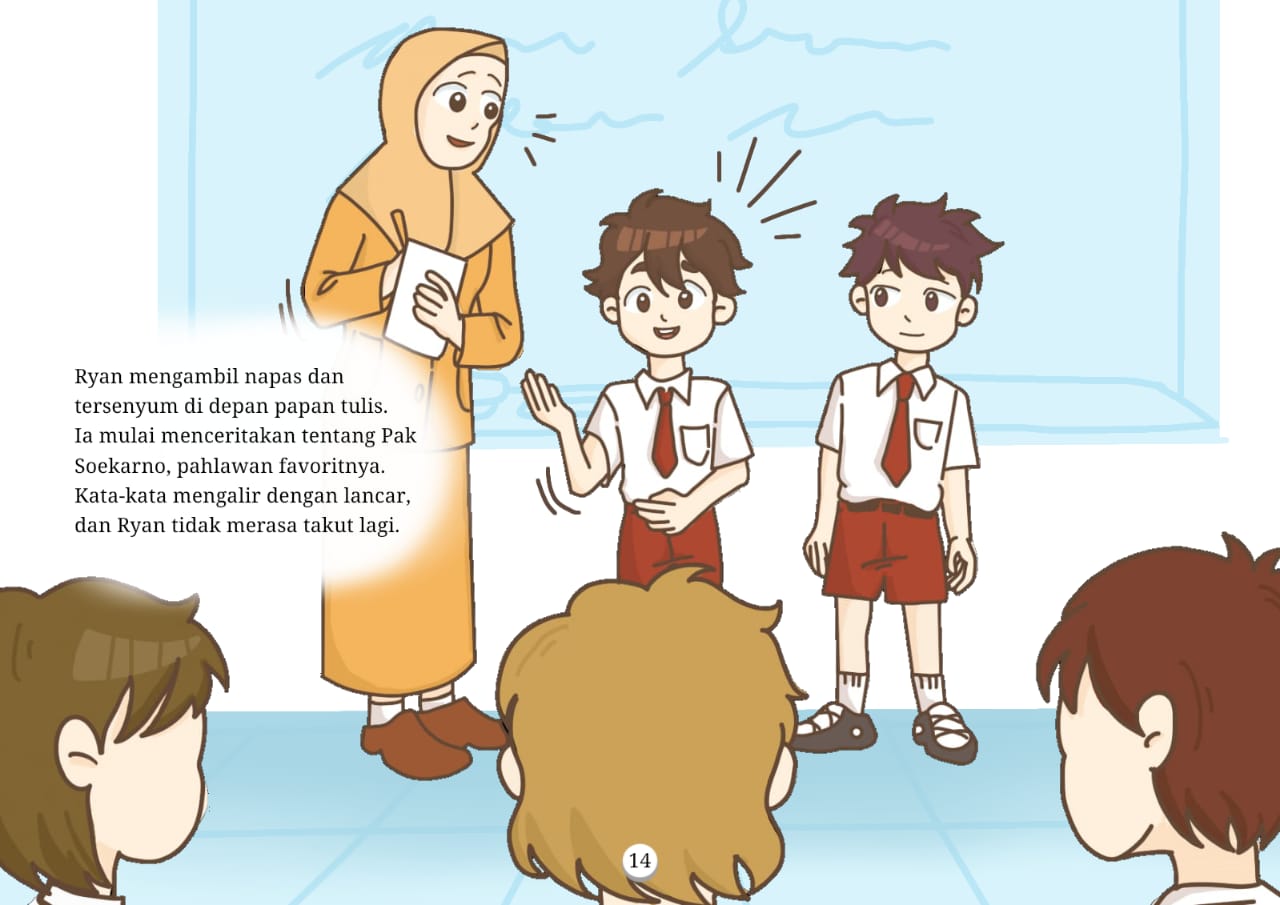 Ryan mengambil napas dan
tersenyum di depan papan tulis.
Ia mulai menceritakan tentang Pak
Soekarno, pahlawan favoritnya.
Kata-kata mengalir dengan lancar,
dan Ryan tidak merasa takut lagi.
14